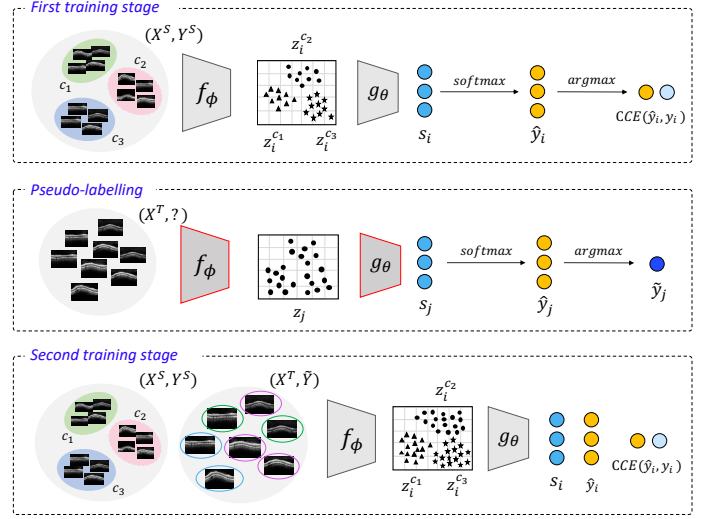 First training stage
(X^S, Y^S)
c_1
c_2
c_3
f_ϕ
z_i^{c_2}
z_i^{c_1}
z_i^{c_3}
g_θ
s_i
softmax
ŷ_i
argmax
CCE(ŷ_i, y_i)
Pseudo-labelling
(X^T, ?)
f_ϕ
z_j
g_θ
s_j
softmax
ŷ_j
argmax
ỹ_j
Second training stage
(X^S, Y^S)
c_1
c_2
c_3
(X^T, Ỹ)
f_ϕ
z_i^{c_2}
z_i^{c_1}
z_i^{c_3}
g_θ
s_i
ŷ_i
CCE(ŷ_i, y_i)